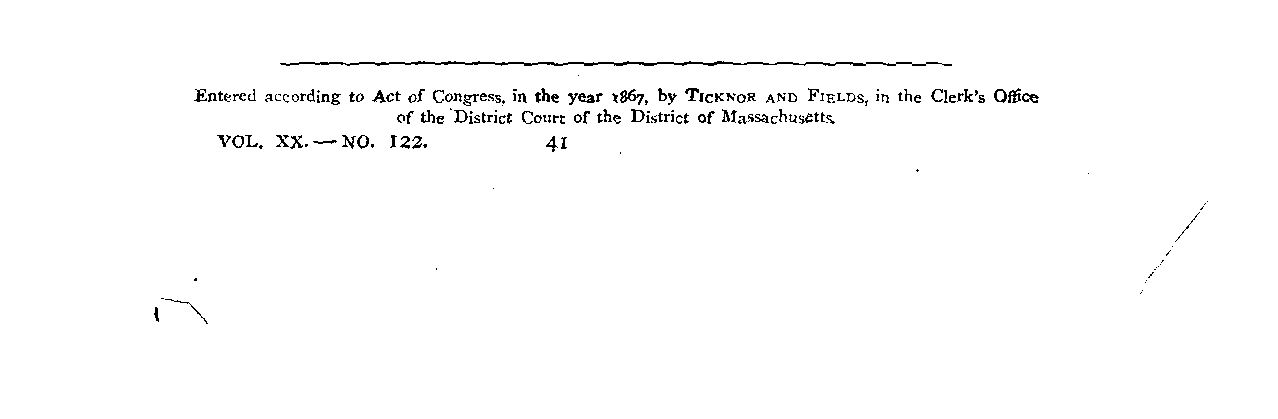 Entered according to Act of Congress, in the year 1867, by TICKNOR AND FIELDS, in the Clerk's Office
of the District Court of the District of Massachusetts.
VOL. XX. — NO. 122. 41